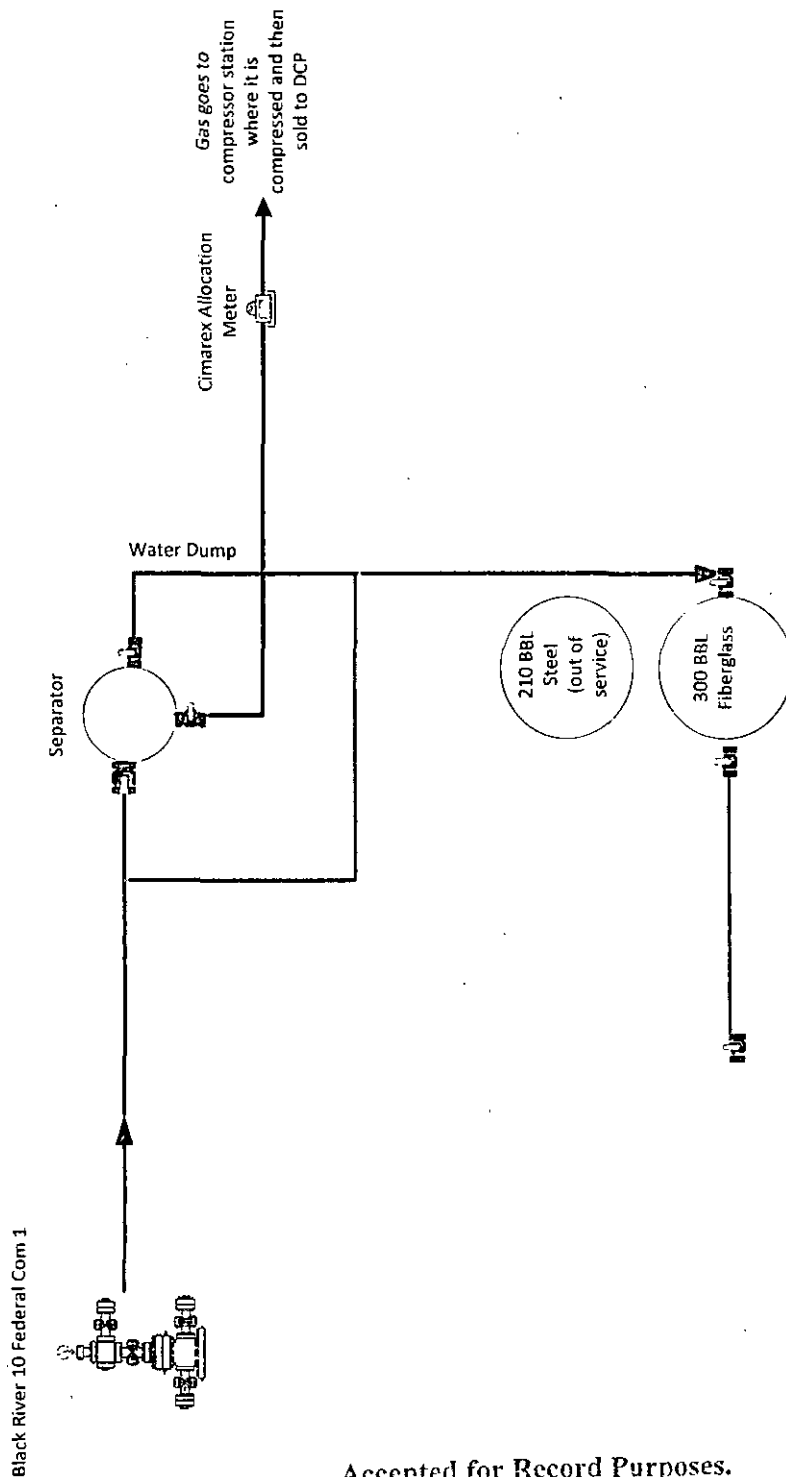 Black River 10 Federal Com 1
Separator
Water Dump
Cimarex Allocation
Meter
Gas goes to
compressor station
where it is
compressed and then
sold to DCP
210 BBL
Steel
(out of
service)
300 BBL
Fiberglass
Accepted for Record Purposes.